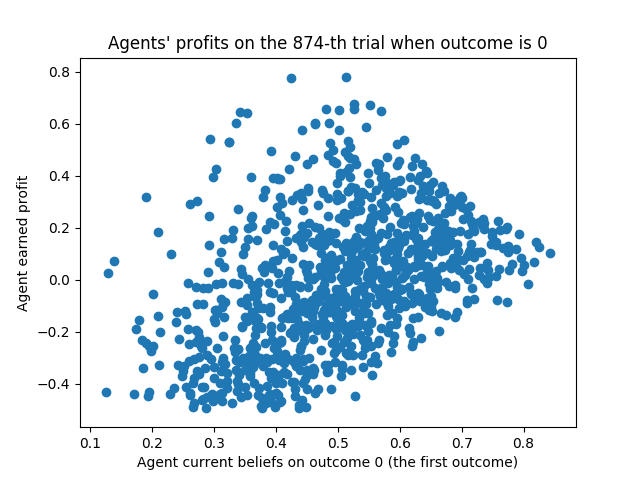 Agents' profits on the 874-th trial when outcome is 0
0.8
0.6
0.4
0.2
0.0
−0.2
−0.4
Agent earned profit
0.1 0.2 0.3 0.4 0.5 0.6 0.7 0.8
Agent current beliefs on outcome 0 (the first outcome)